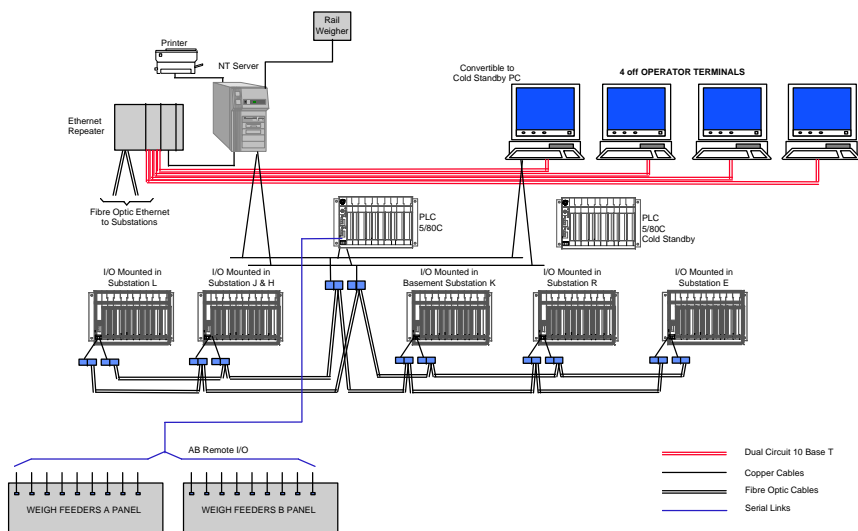 Rail
Weigher
Printer
NT Server
Convertible to
Cold Standby PC
4 off OPERATOR TERMINALS
Ethernet
Repeater
Fibre Optic Ethernet
to Substations
PLC
5/80C
PLC
5/80C
Cold Standby
I/O Mounted in
Substation L
I/O Mounted in
Substation J & H
I/O Mounted in
Basement Substation K
I/O Mounted in
Substation R
I/O Mounted in
Substation E
AB Remote I/O
WEIGH FEEDERS A PANEL
WEIGH FEEDERS B PANEL
Dual Circuit 10 Base T
Copper Cables
Fibre Optic Cables
Serial Links